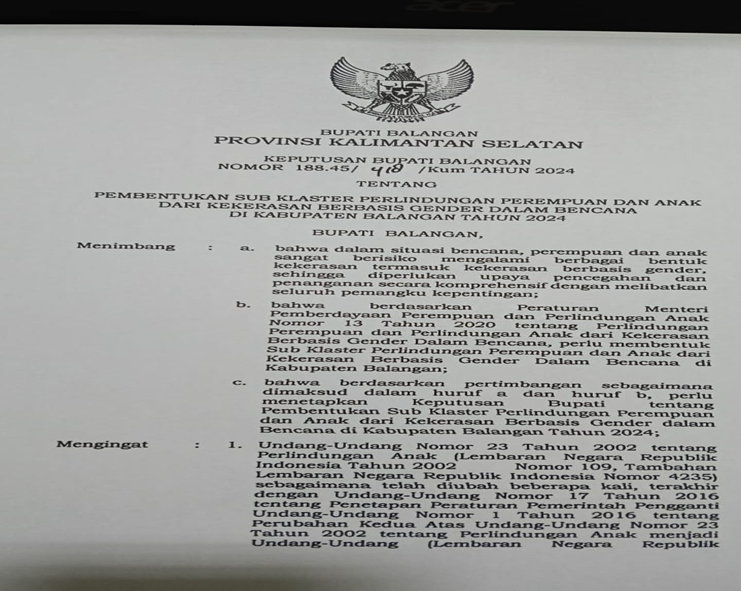 acer
BUPATI BALANGAN
PROVINSI KALIMANTAN SELATAN
KEPUTUSAN BUPATI BALANGAN
NOMOR 188.45/ 418 /Kum TAHUN 2024
TENTANG
PEMBENTUKAN SUB KLASTER PERLINDUNGAN PEREMPUAN DAN ANAK
DARI KEKERASAN BERBASIS GENDER DALAM BENCANA
DI KABUPATEN BALANGAN TAHUN 2024
BUPATI BALANGAN,
Menimbang : a. bahwa dalam situasi bencana, perempuan dan anak
sangat berisiko mengalami berbagai bentuk
kekerasan termasuk kekerasan berbasis gender,
sehingga diperlukan upaya pencegahan dan
penanganan secara komprehensif dengan melibatkan
seluruh pemangku kepentingan;
b. bahwa berdasarkan Peraturan Menteri
Pemberdayaan Perempuan dan Perlindungan Anak
Nomor 13 Tahun 2020 tentang Perlindungan
Perempuan dan Perlindungan Anak dari Kekerasan
Berbasis Gender Dalam Bencana, perlu membentuk
Sub Klaster Perlindungan Perempuan dan Anak dari
Kekerasan Berbasis Gender Dalam Bencana di
Kabupaten Balangan;
c. bahwa berdasarkan pertimbangan sebagaimana
dimaksud dalam huruf a dan huruf b, perlu
menetapkan Keputusan Bupati tentang
Pembentukan Sub Klaster Perlindungan Perempuan
dan Anak dari Kekerasan Berbasis Gender dalam
Bencana di Kabupaten Balangan Tahun 2024;
Mengingat : 1. Undang-Undang Nomor 23 Tahun 2002 tentang
Perlindungan Anak (Lembaran Negara Republik
Indonesia Tahun 2002 Nomor 109, Tambahan
Lembaran Negara Republik Indonesia Nomor 4235)
sebagaimana telah diubah beberapa kali, terakhir
dengan Undang-Undang Nomor 17 Tahun 2016
tentang Penetapan Peraturan Pemerintah Pengganti
Undang-Undang Nomor 1 Tahun 2016 tentang
Perubahan Kedua Atas Undang-Undang Nomor 23
Tahun 2002 tentang Perlindungan Anak menjadi
Undang-Undang (Lembaran Negara Republik